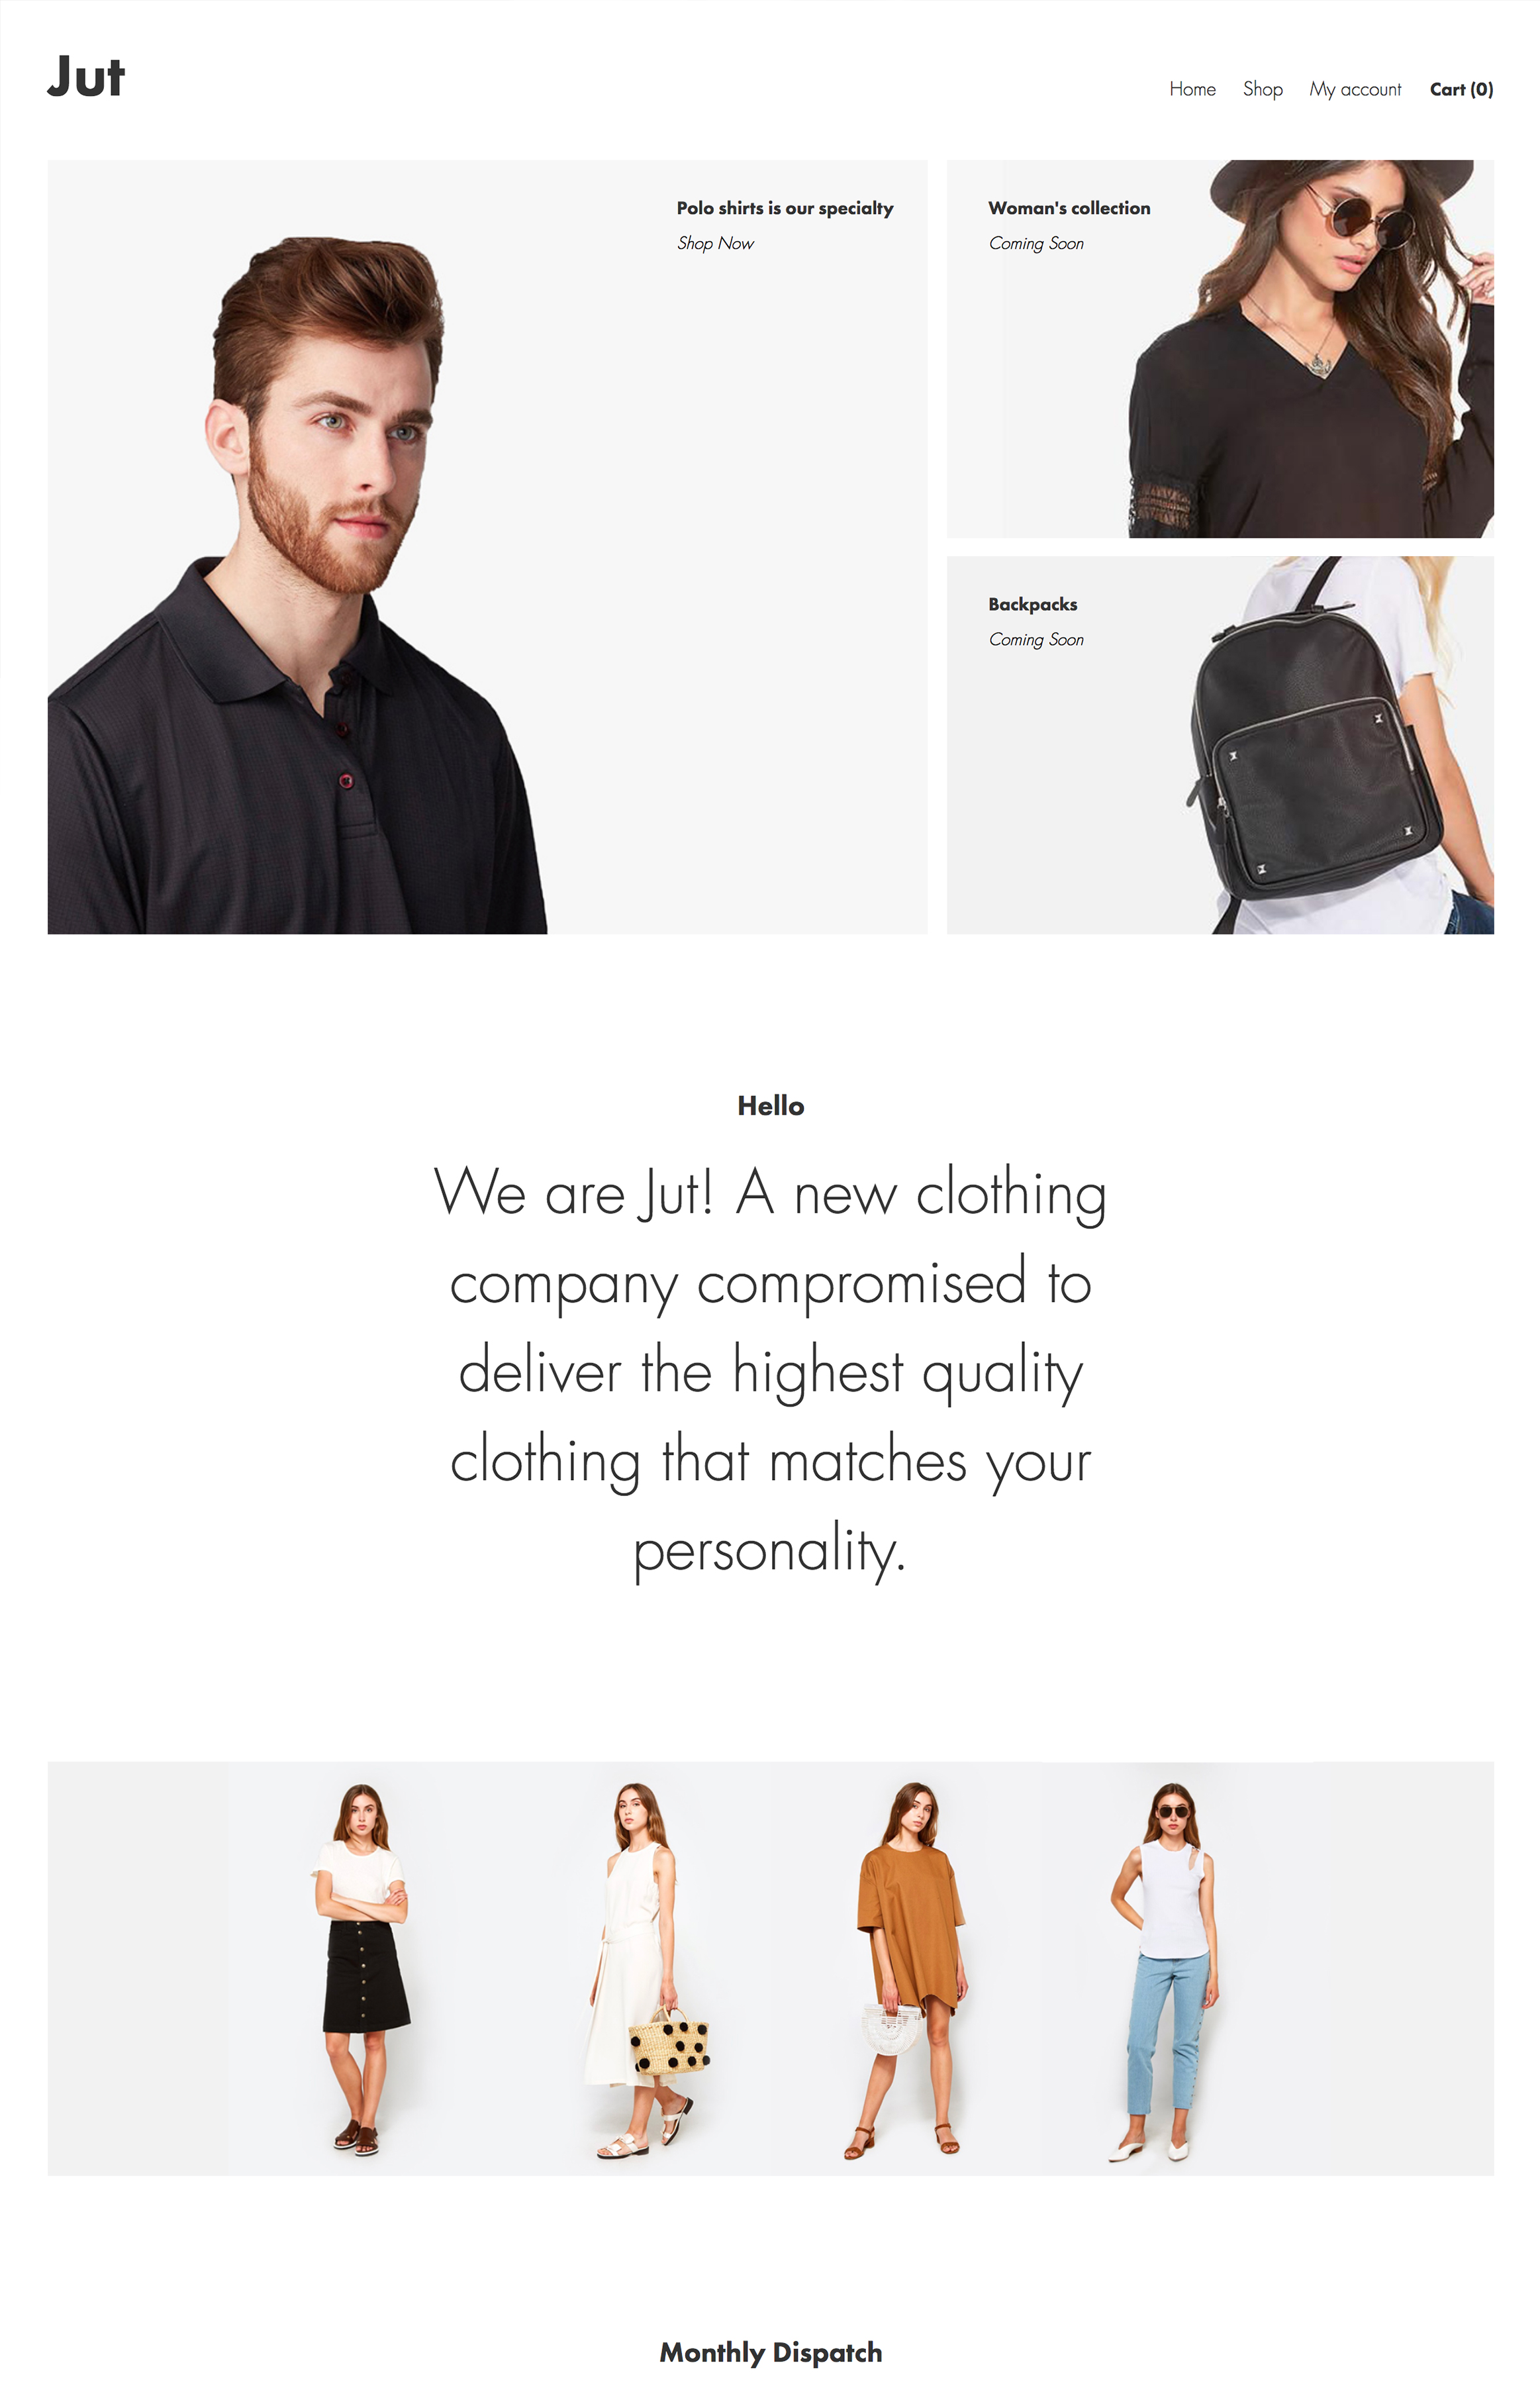 Jut
Home Shop My account Cart (0)
Polo shirts is our specialty
Shop Now
Woman's collection
Coming Soon
Backpacks
Coming Soon
Hello
We are Jut! A new clothing
company compromised to
deliver the highest quality
clothing that matches your
personality.
Monthly Dispatch